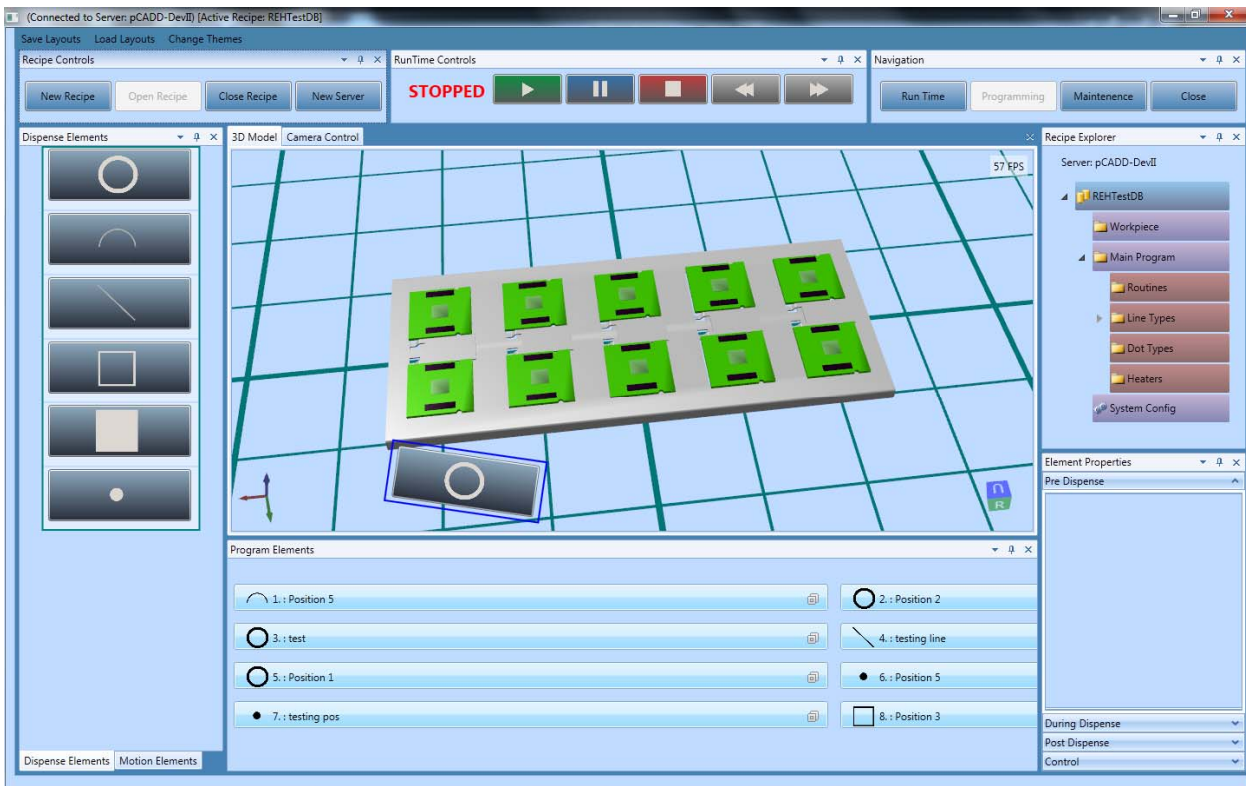 (Connected to Server: pCADD-DevII) [Active Recipe: REHTestDB]
Save Layouts Load Layouts Change Themes
Recipe Controls
New Recipe Open Recipe Close Recipe New Server
RunTime Controls
STOPPED
Navigation
Run Time Programming Maintenence Close
Dispense Elements
3D Model Camera Control
57 FPS
U
R
Recipe Explorer
Server: pCADD-DevII
REHTestDB
Workpiece
Main Program
Routines
Line Types
Dot Types
Heaters
System Config
Element Properties
Pre Dispense
During Dispense
Post Dispense
Control
Program Elements
1. : Position 5
2. : Position 2
3. : test
4. : testing line
5. : Position 1
6. : Position 5
7. : testing pos
8. : Position 3
Dispense Elements Motion Elements